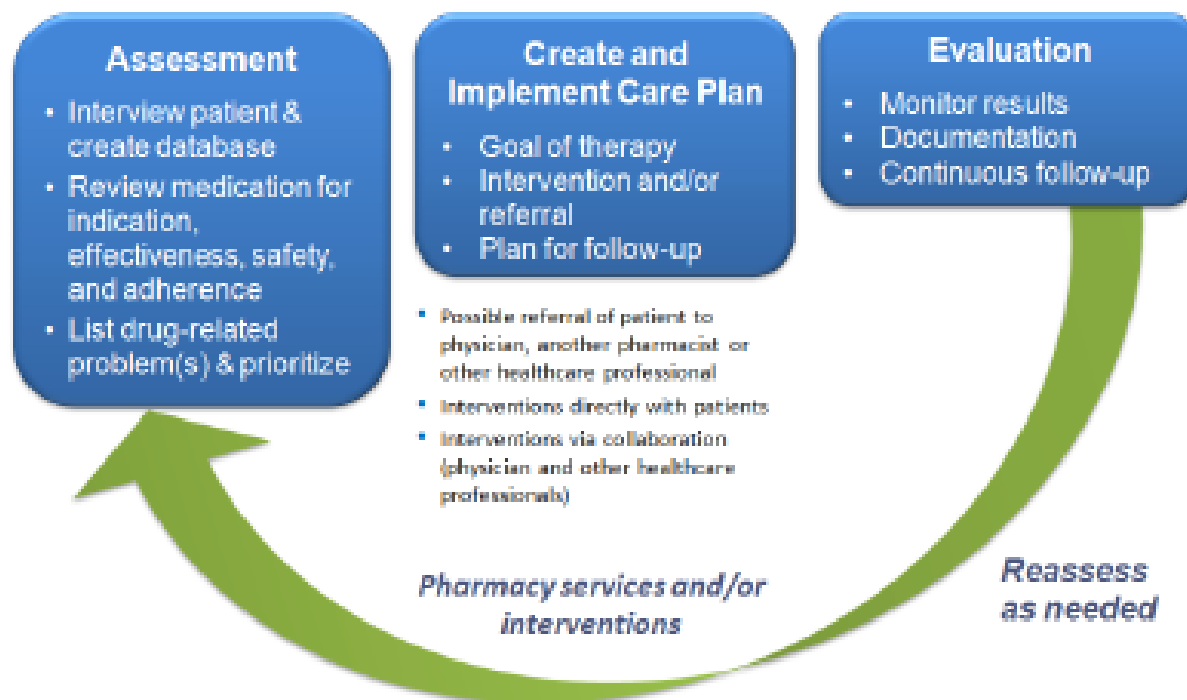 Assessment
• Interview patient &
create database
• Review medication for
indication,
effectiveness, safety,
and adherence
• List drug-related
problem(s) & prioritize
Create and
Implement Care Plan
• Goal of therapy
• Intervention and/or
referral
• Plan for follow-up
• Possible referral of patient to
physician, another pharmacist or
other healthcare professional
• Interventions directly with patients
• Interventions via collaboration
(physician and other healthcare
professionals)
Evaluation
• Monitor results
• Documentation
• Continuous follow-up
Pharmacy services and/or
interventions
Reassess
as needed